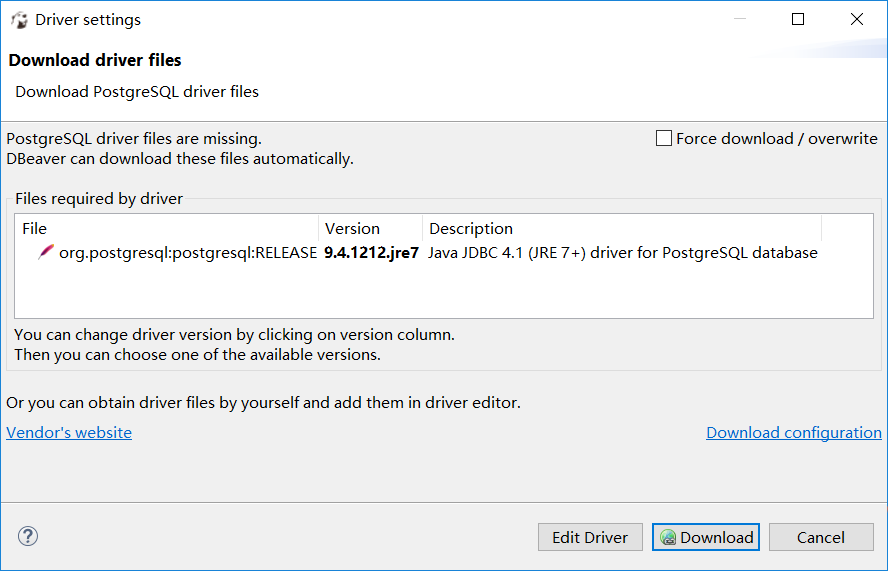 Driver settings
Download driver files
Download PostgreSQL driver files
PostgreSQL driver files are missing.
Force download / overwrite
DBeaver can download these files automatically.
Files required by driver
File Version Description
org.postgresql:postgresql:RELEASE 9.4.1212.jre7 Java JDBC 4.1 (JRE 7+) driver for PostgreSQL database
You can change driver version by clicking on version column.
Then you can choose one of the available versions.
Or you can obtain driver files by yourself and add them in driver editor.
Vendor's website Download configuration
? Edit Driver Download Cancel